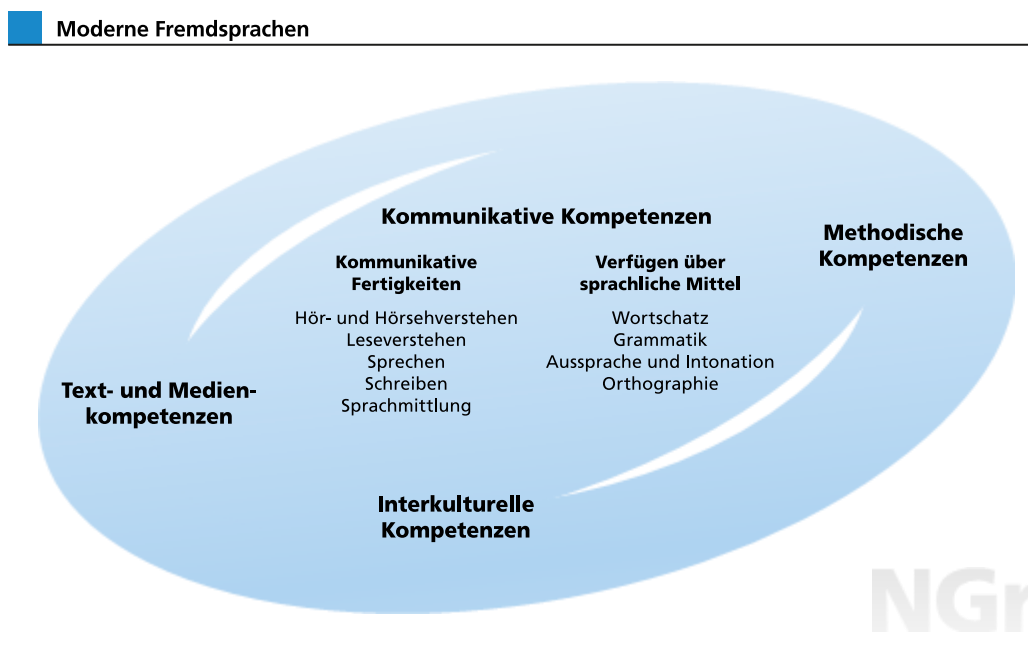 Moderne Fremdsprachen
Kommunikative Kompetenzen
Methodische
Kompetenzen
Kommunikative
Fertigkeiten
Hör- und Hörsehverstehen
Leseverstehen
Sprechen
Schreiben
Sprachmittlung
Verfügen über
sprachliche Mittel
Wortschatz
Grammatik
Aussprache und Intonation
Orthographie
Text- und Medien-
kompetenzen
Interkulturelle
Kompetenzen